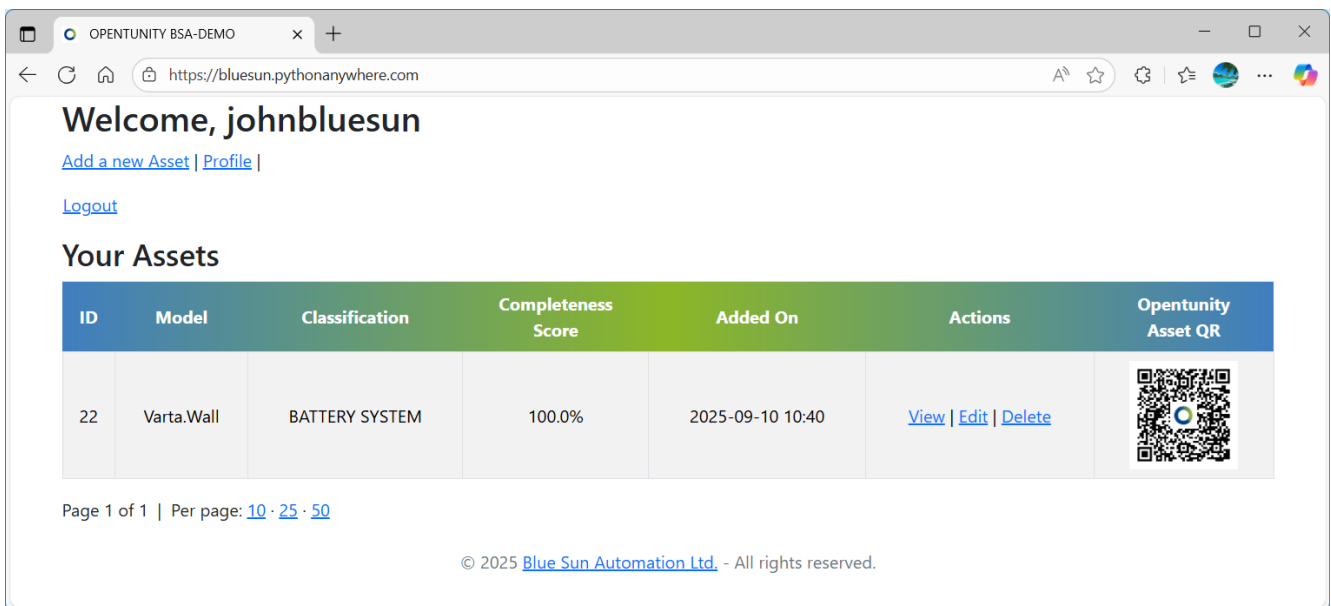 OPENTUNITY BSA-DEMO
https://bluesun.pythonanywhere.com
Welcome, johnbluesun
Add a new Asset | Profile |
Logout
Your Assets
ID Model Classification Completeness Score Added On Actions Opentunity Asset QR
22 Varta.Wall BATTERY SYSTEM 100.0% 2025-09-10 10:40 View | Edit | Delete
Page 1 of 1 | Per page: 10 · 25 · 50
© 2025 Blue Sun Automation Ltd. - All rights reserved.